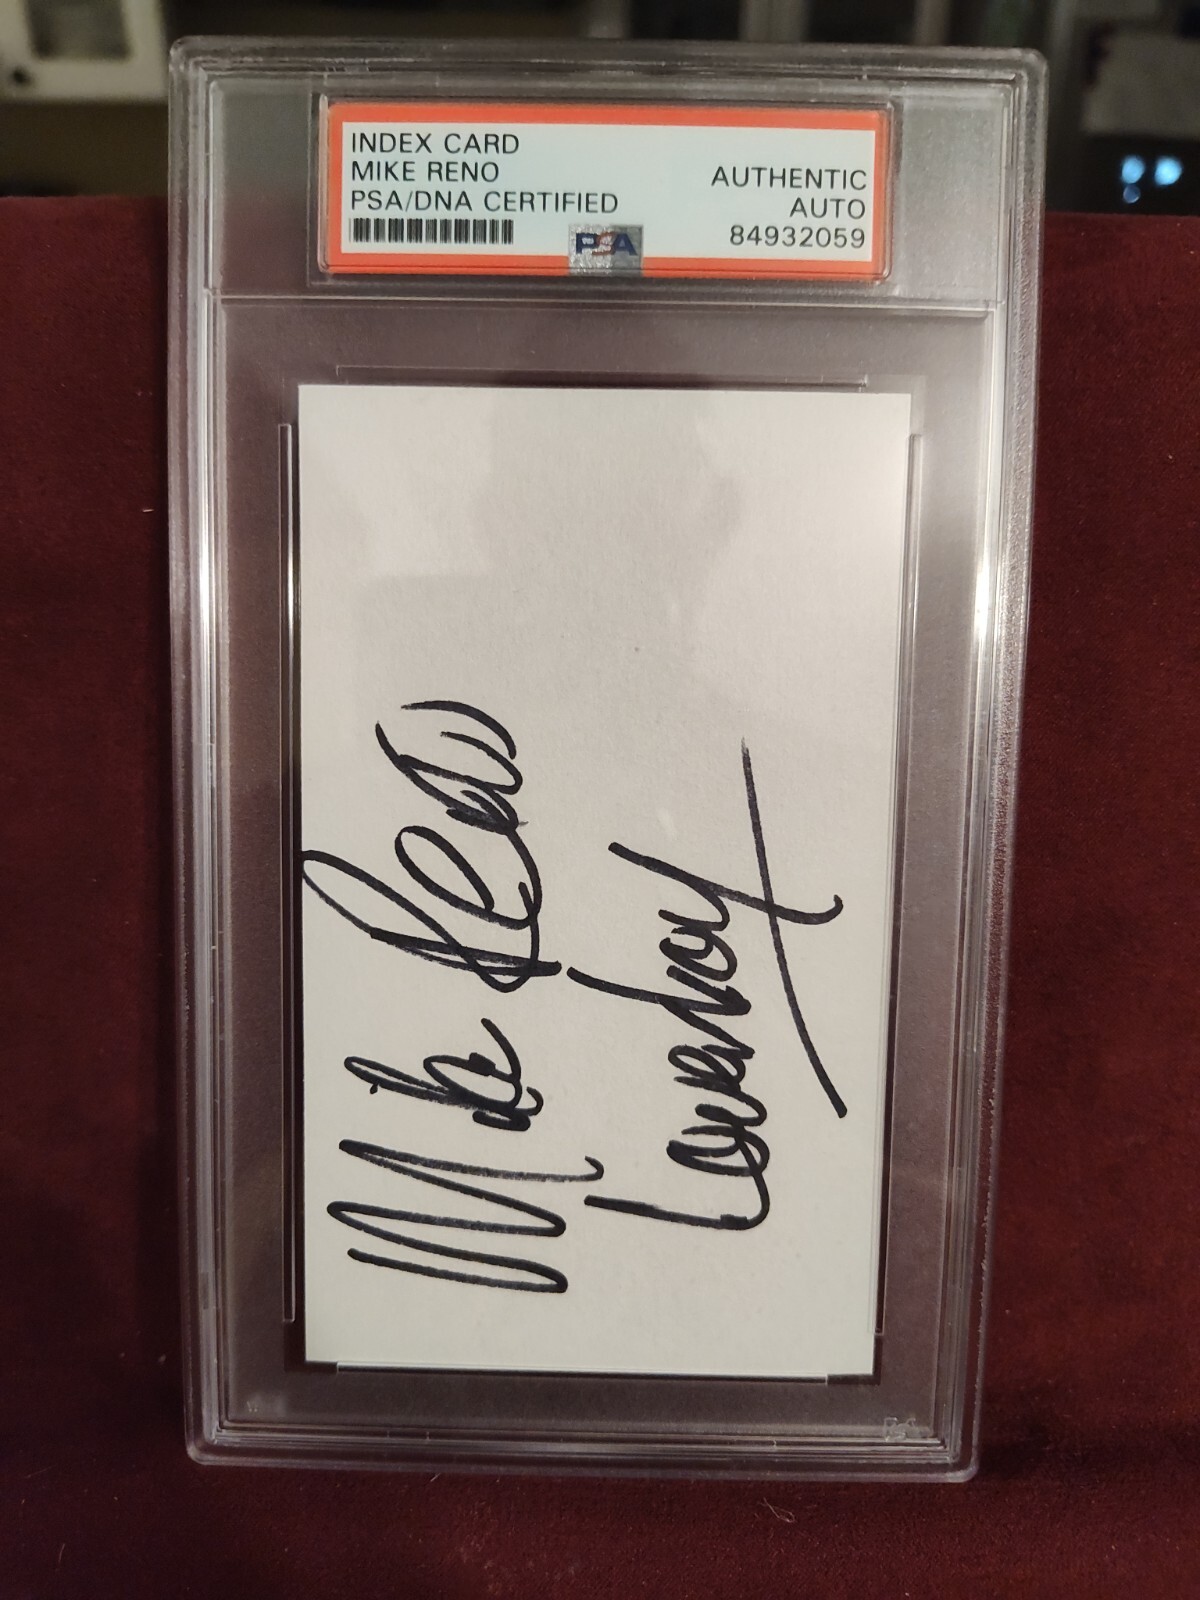 INDEX CARD
MIKE RENO
PSA/DNA CERTIFIED
AUTHENTIC
AUTO
84932059
PSA
Mike Reno
Loverboy